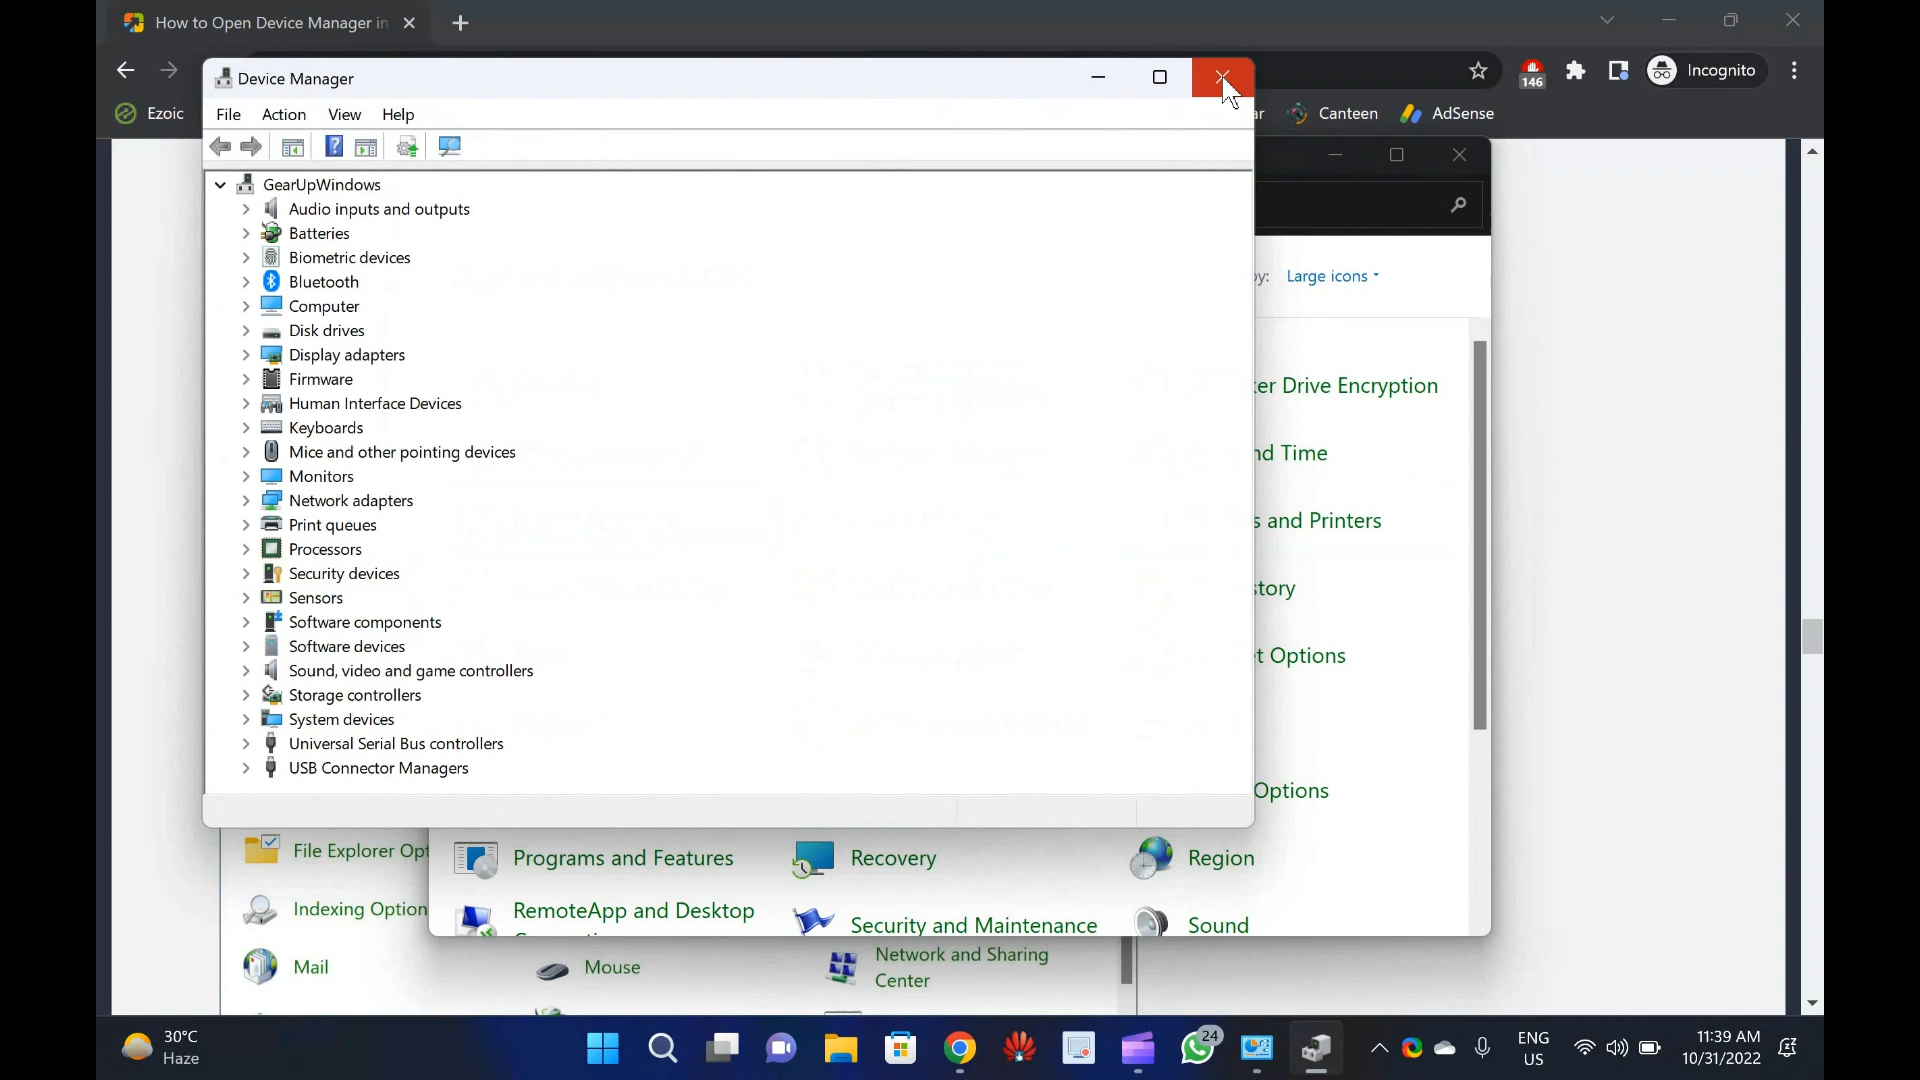 How to Open Device Manager in
Incognito
146
Ezoic
Canteen
AdSense
Device Manager
File Action View Help
GearUpWindows
Audio inputs and outputs
Batteries
Biometric devices
Bluetooth
Computer
Disk drives
Display adapters
Firmware
Human Interface Devices
Keyboards
Mice and other pointing devices
Monitors
Network adapters
Print queues
Processors
Security devices
Sensors
Software components
Software devices
Sound, video and game controllers
Storage controllers
System devices
Universal Serial Bus controllers
USB Connector Managers
by: Large icons
ker Drive Encryption
nd Time
s and Printers
story
t Options
Options
File Explorer Opt
Programs and Features
Recovery
Region
Indexing Option
RemoteApp and Desktop
Security and Maintenance
Sound
Mail
Mouse
Network and Sharing
Center
30°C
Haze
24
ENG
US
11:39 AM
10/31/2022